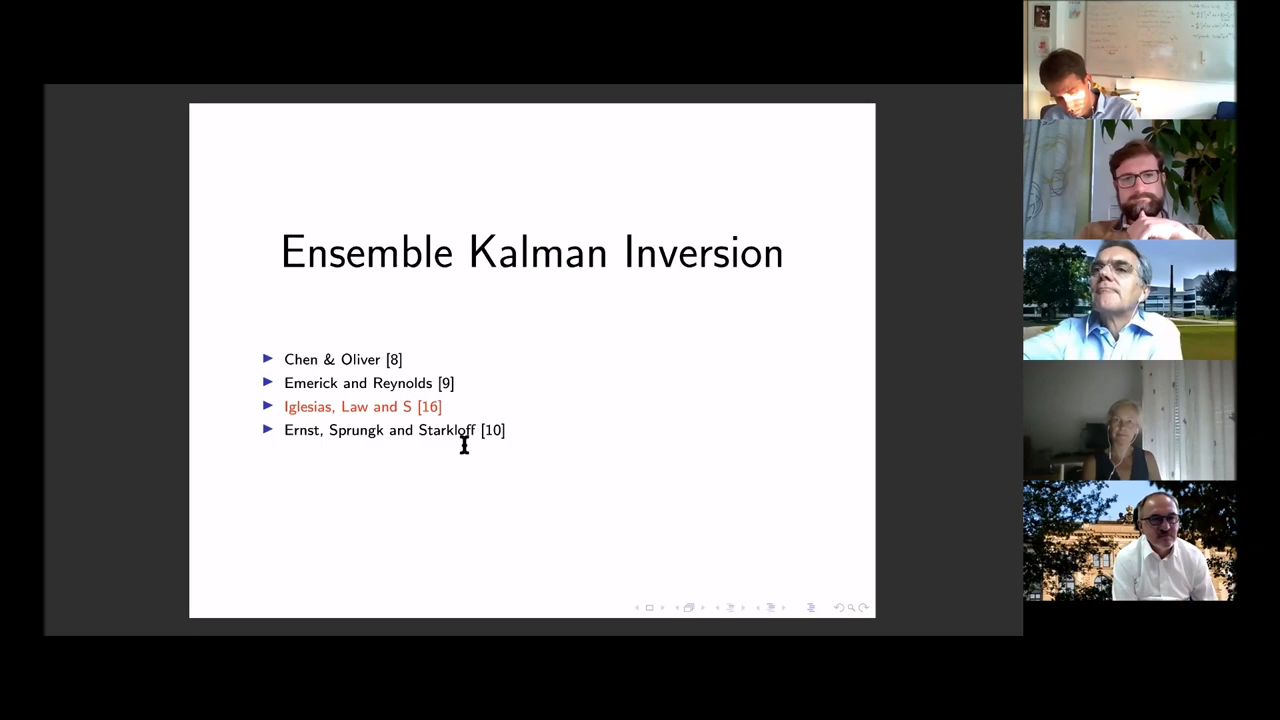 Ensemble Kalman Inversion
Chen & Oliver [8]
Emerick and Reynolds [9]
Iglesias, Law and S [16]
Ernst, Sprungk and Starkloff [10]